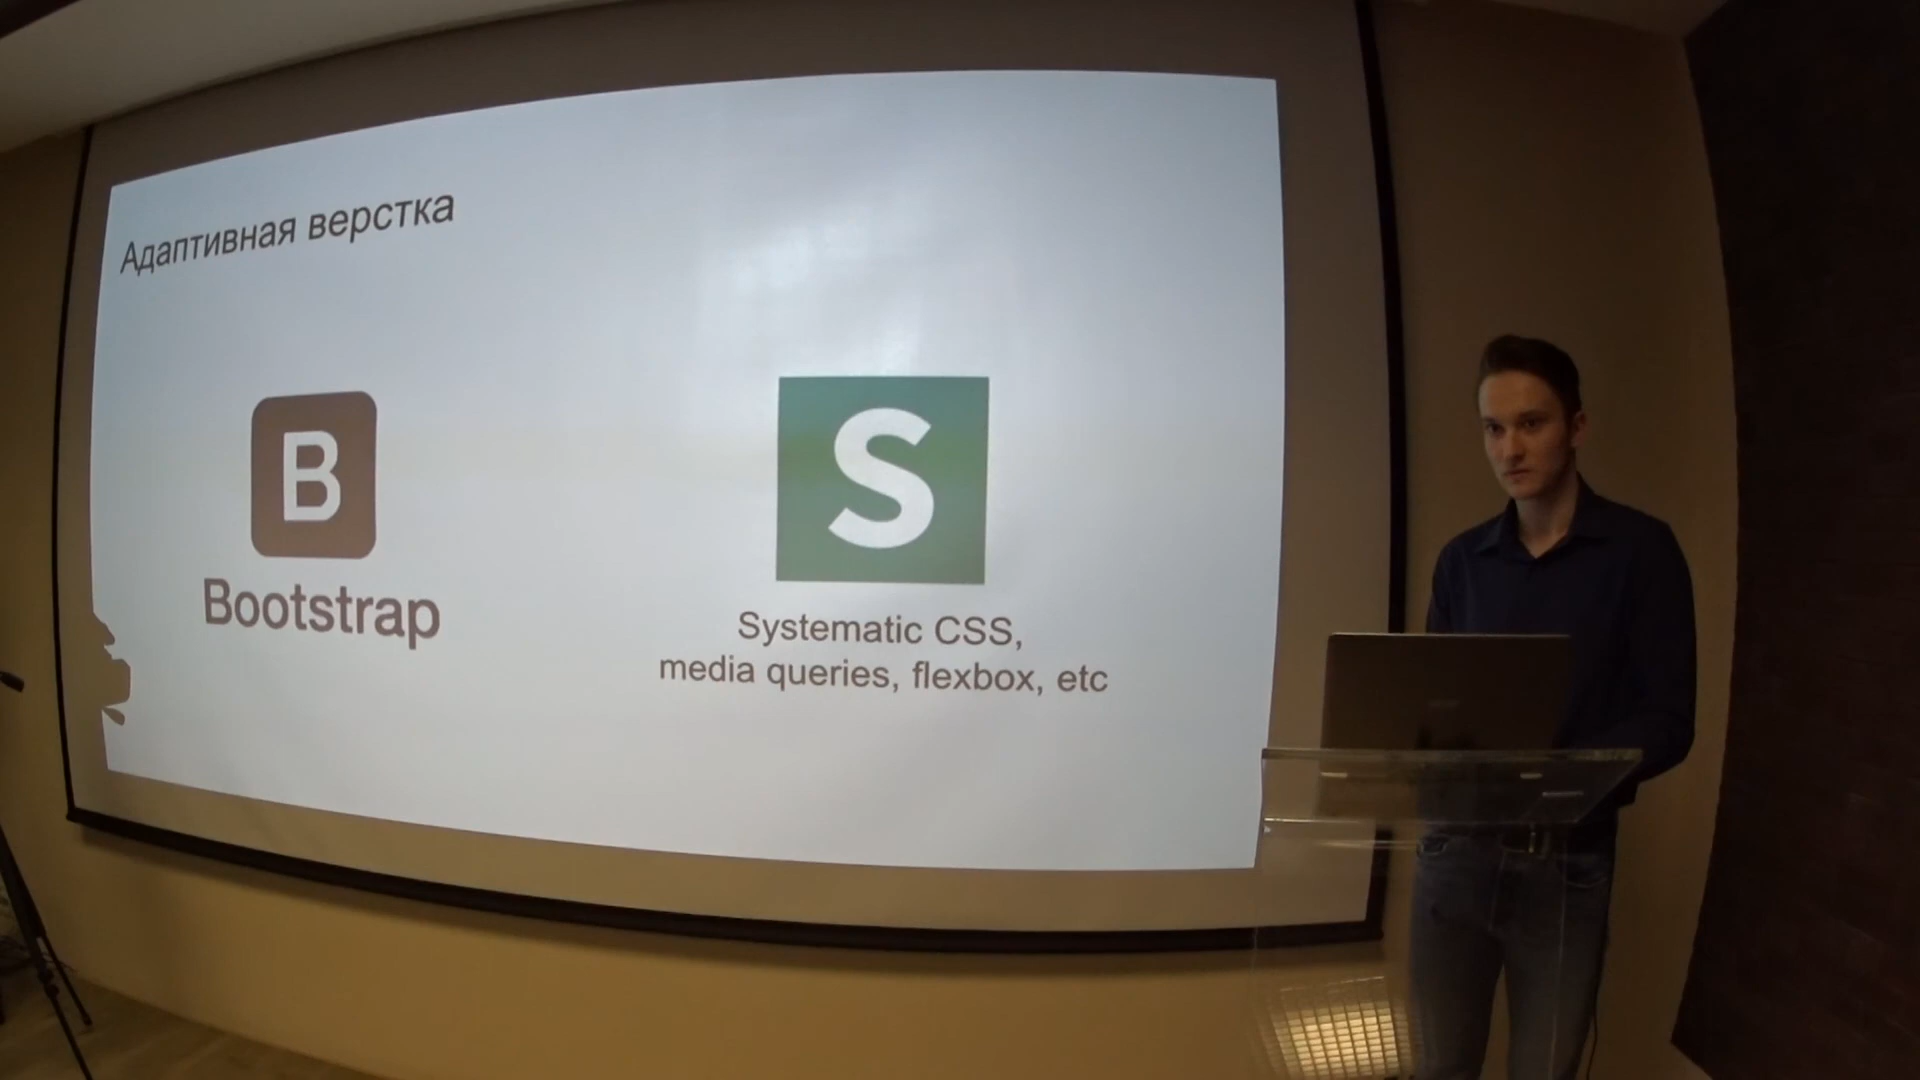 Адаптивная верстка
B
Bootstrap
S
Systematic CSS,
media queries, flexbox, etc